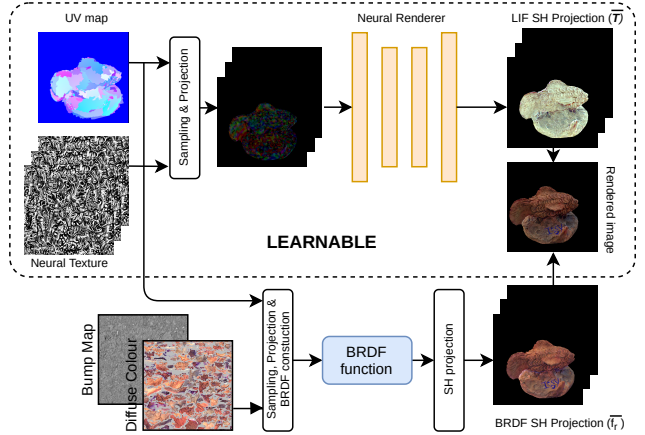 UV map
Neural Renderer
LIF SH Projection (T)
Sampling & Projection
Rendered image
LEARNABLE
Neural Texture
Bump Map
Diffuse Colour
Sampling, Projection &
BRDF constuction
BRDF
function
SH projection
BRDF SH Projection (fr)